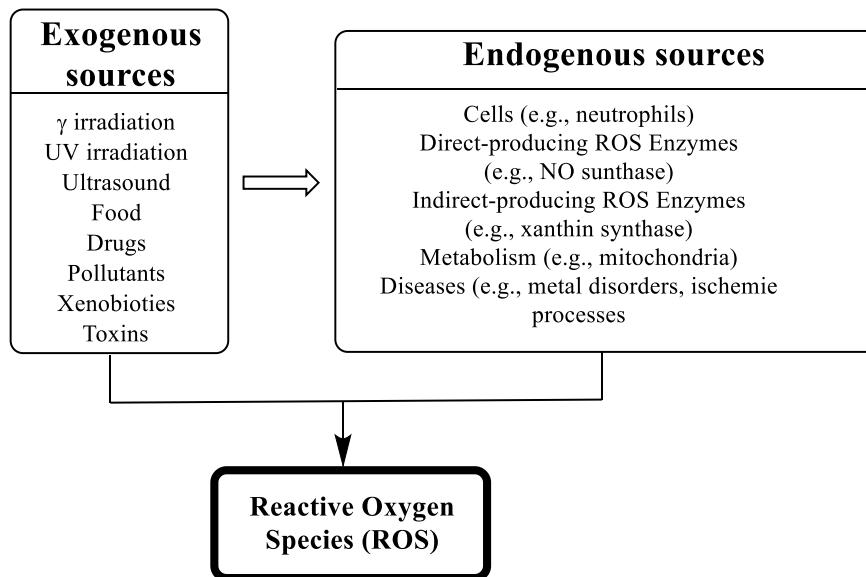 Exogenous
sources
γ irradiation
UV irradiation
Ultrasound
Food
Drugs
Pollutants
Xenobioties
Toxins
Endogenous sources
Cells (e.g., neutrophils)
Direct-producing ROS Enzymes
(e.g., NO sunthase)
Indirect-producing ROS Enzymes
(e.g., xanthin synthase)
Metabolism (e.g., mitochondria)
Diseases (e.g., metal disorders, ischemie
processes
Reactive Oxygen
Species (ROS)